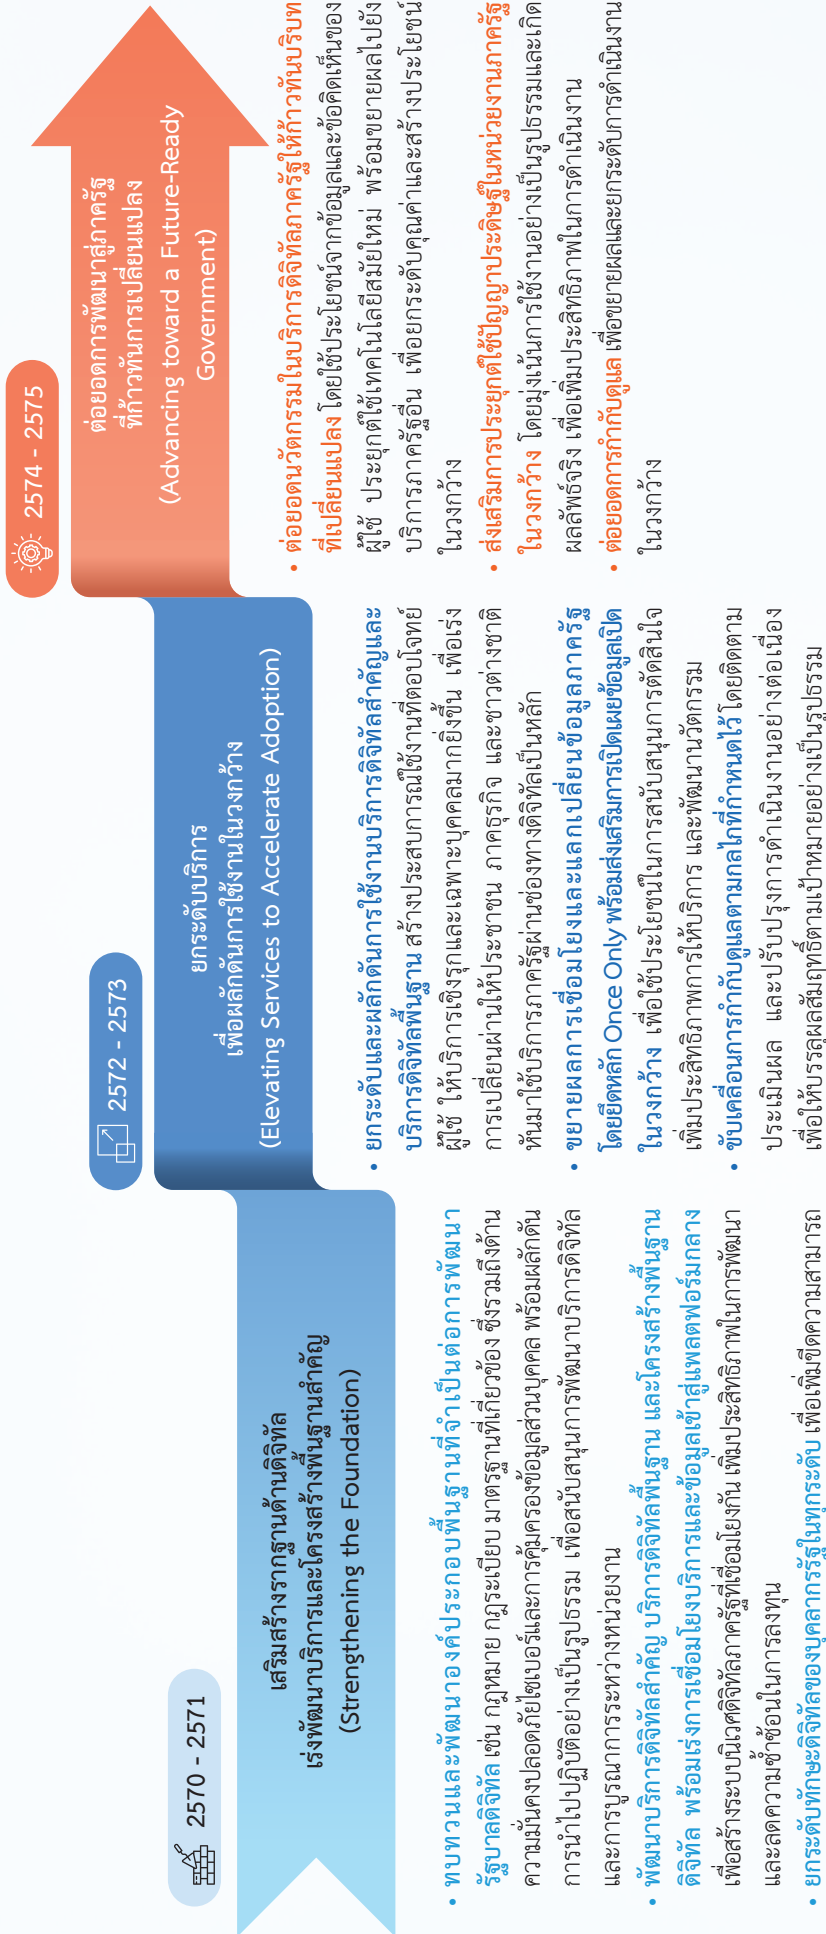 2570 - 2571
เสริมสร้างรากฐานด้านดิจิทัล
เร่งพัฒนาบริการและโครงสร้างพื้นฐานสำคัญ
(Strengthening the Foundation)
• ทบทวนและพัฒนาองค์ประกอบพื้นฐานที่จำเป็นต่อการพัฒนา
รัฐบาลดิจิทัล เช่น กฎหมาย กฎระเบียบ มาตรฐานที่เกี่ยวข้อง ซึ่งรวมถึงด้าน
ความมั่นคงปลอดภัยไซเบอร์และการคุ้มครองข้อมูลส่วนบุคคล พร้อมผลักดัน
การนำไปปฏิบัติอย่างเป็นรูปธรรม เพื่อสนับสนุนการพัฒนาบริการดิจิทัล
และการบูรณาการระหว่างหน่วยงาน
• พัฒนาบริการดิจิทัลสำคัญ บริการดิจิทัลพื้นฐาน และโครงสร้างพื้นฐาน
ดิจิทัล พร้อมเร่งการเชื่อมโยงบริการและข้อมูลเข้าสู่แพลตฟอร์มกลาง
เพื่อสร้างระบบนิเวศดิจิทัลภาครัฐที่เชื่อมโยงกัน เพิ่มประสิทธิภาพในการพัฒนา
และลดความซ้ำซ้อนในการลงทุน
• ยกระดับทักษะดิจิทัลของบุคลากรรัฐในทุกระดับ เพื่อเพิ่มขีดความสามารถ
2572 - 2573
ยกระดับบริการ
เพื่อผลักดันการใช้งานในวงกว้าง
(Elevating Services to Accelerate Adoption)
• ยกระดับและผลักดันการใช้งานบริการดิจิทัลสำคัญและ
บริการดิจิทัลพื้นฐาน สร้างประสบการณ์ใช้งานที่ตอบโจทย์
ผู้ใช้ ให้บริการเชิงรุกและเฉพาะบุคคลมากยิ่งขึ้น เพื่อเร่ง
การเปลี่ยนผ่านให้ประชาชน ภาคธุรกิจ และชาวต่างชาติ
หันมาใช้บริการภาครัฐผ่านช่องทางดิจิทัลเป็นหลัก
• ขยายผลการเชื่อมโยงและแลกเปลี่ยนข้อมูลภาครัฐ
โดยยึดหลัก Once Only พร้อมส่งเสริมการเปิดเผยข้อมูลเปิด
ในวงกว้าง เพื่อใช้ประโยชน์ในการสนับสนุนการตัดสินใจ
เพิ่มประสิทธิภาพการให้บริการ และพัฒนานวัตกรรม
• ขับเคลื่อนการกำกับดูแลตามกลไกที่กำหนดไว้ โดยติดตาม
ประเมินผล และปรับปรุงการดำเนินงานอย่างต่อเนื่อง
เพื่อให้บรรลุผลสัมฤทธิ์ตามเป้าหมายอย่างเป็นรูปธรรม
2574 - 2575
ต่อยอดการพัฒนาสู่ภาครัฐ
ที่ก้าวทันการเปลี่ยนแปลง
(Advancing toward a Future-Ready
Government)
• ต่อยอดนวัตกรรมในบริการดิจิทัลภาครัฐให้ก้าวทันบริบท
ที่เปลี่ยนแปลง โดยใช้ประโยชน์จากข้อมูลและข้อคิดเห็นของ
ผู้ใช้ ประยุกต์ใช้เทคโนโลยีสมัยใหม่ พร้อมขยายผลไปยัง
บริการภาครัฐอื่น เพื่อยกระดับคุณค่าและสร้างประโยชน์
ในวงกว้าง
• ส่งเสริมการประยุกต์ใช้ปัญญาประดิษฐ์ในหน่วยงานภาครัฐ
ในวงกว้าง โดยมุ่งเน้นการใช้งานอย่างเป็นรูปธรรมและเกิด
ผลลัพธ์จริง เพื่อเพิ่มประสิทธิภาพในการดำเนินงาน
• ต่อยอดการกำกับดูแล เพื่อขยายผลและยกระดับการดำเนินงาน
ในวงกว้าง